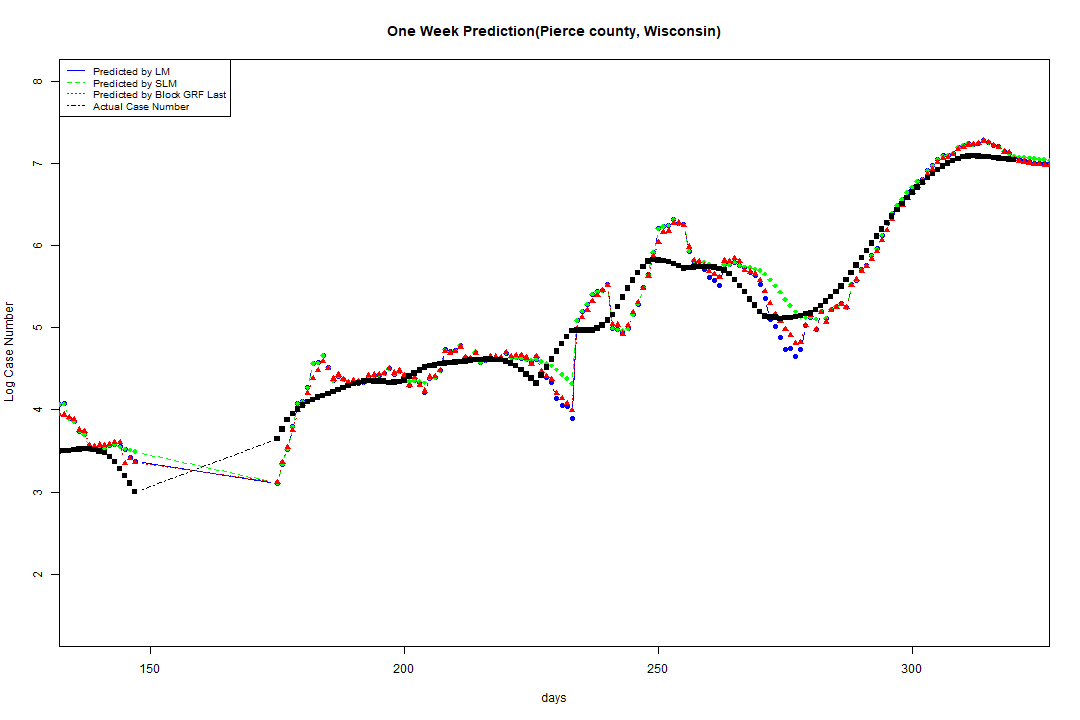 One Week Prediction(Pierce county, Wisconsin)
Predicted by LM
Predicted by SLM
Predicted by Block GRF Last
Actual Case Number
8
7
6
5
4
3
2
Log Case Number
150 200 250 300
days